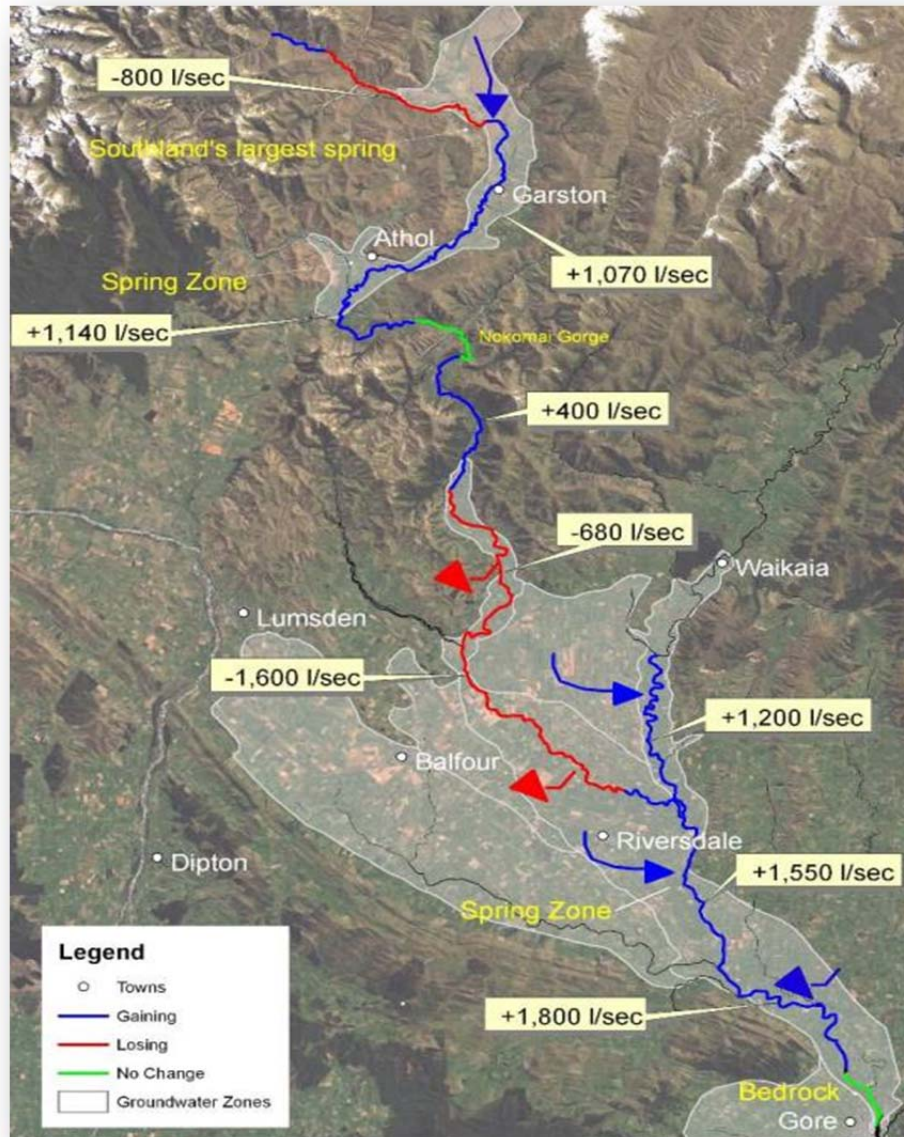 -800 l/sec
Southland's largest spring
Garston
Athol
+1,070 l/sec
Spring Zone
+1,140 l/sec
Nokomai Gorge
+400 l/sec
-680 l/sec
Waikaia
Lumsden
-1,600 l/sec
+1,200 l/sec
Balfour
Riversdale
Dipton
+1,550 l/sec
Spring Zone
+1,800 l/sec
Legend
Towns
Gaining
Losing
No Change
Groundwater Zones
Bedrock
Gore